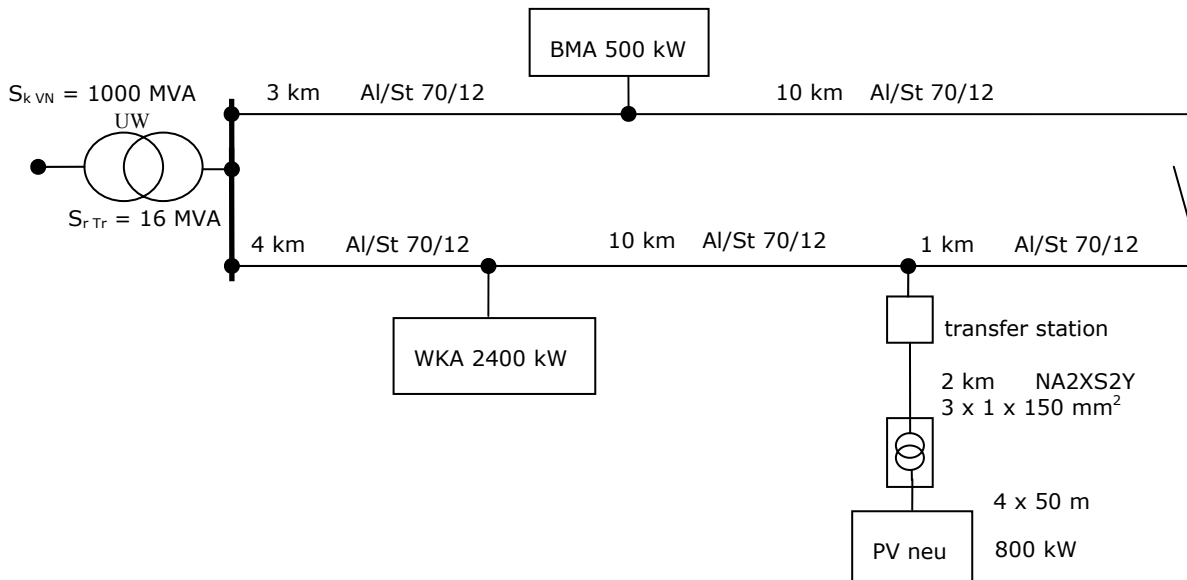 BMA 500 kW
S_k VN = 1000 MVA
3 km Al/St 70/12
10 km Al/St 70/12
UW
S_r Tr = 16 MVA
4 km Al/St 70/12
10 km Al/St 70/12
1 km Al/St 70/12
transfer station
WKA 2400 kW
2 km NA2XS2Y
3 x 1 x 150 mm²
4 x 50 m
PV neu
800 kW